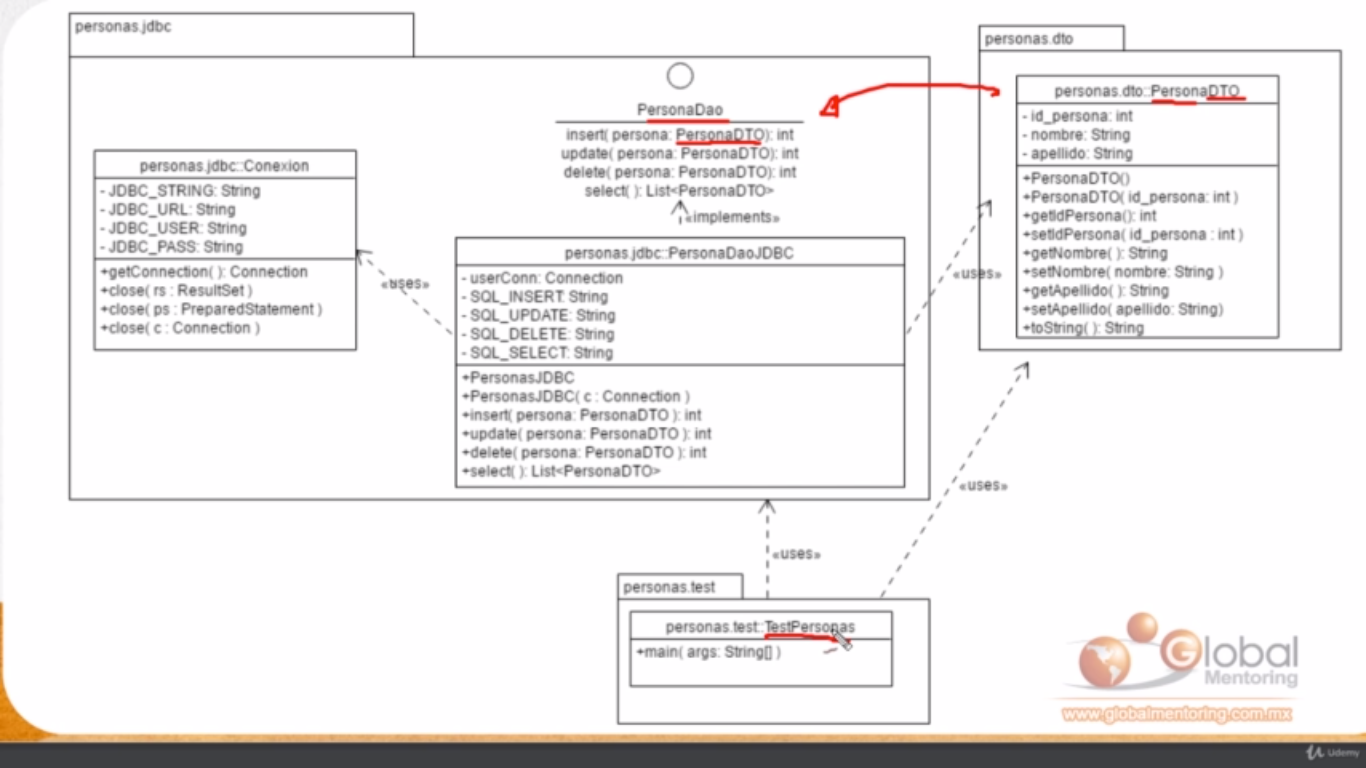 personas.jdbc
PersonaDao
insert( persona: PersonaDTO): int
update( persona: PersonaDTO): int
delete( persona: PersonaDTO): int
select( ): List<PersonaDTO>
«implements»
personas.jdbc::Conexion
- JDBC_STRING: String
- JDBC_URL: String
- JDBC_USER: String
- JDBC_PASS: String
+getConnection( ): Connection
+close( rs : ResultSet )
+close( ps : PreparedStatement )
+close( c : Connection )
«uses»
personas.jdbc::PersonaDaoJDBC
- userConn: Connection
- SQL_INSERT: String
- SQL_UPDATE: String
- SQL_DELETE: String
- SQL_SELECT: String
+PersonasJDBC
+PersonasJDBC( c : Connection )
+insert( persona: PersonaDTO ): int
+update( persona: PersonaDTO ): int
+delete( persona: PersonaDTO ): int
+select( ): List<PersonaDTO>
«uses»
personas.dto
personas.dto::PersonaDTO
- id_persona: int
- nombre: String
- apellido: String
+PersonaDTO()
+PersonaDTO( id_persona: int )
+getIdPersona(): int
+setIdPersona( id_persona : int )
+getNombre( ): String
+setNombre( nombre: String )
+getApellido( ): String
+setApellido( apellido: String)
+toString( ): String
«uses»
«uses»
personas.test
personas.test::TestPersonas
+main( args: String[] )
Global
Mentoring
www.globalmentoring.com.mx
Udemy